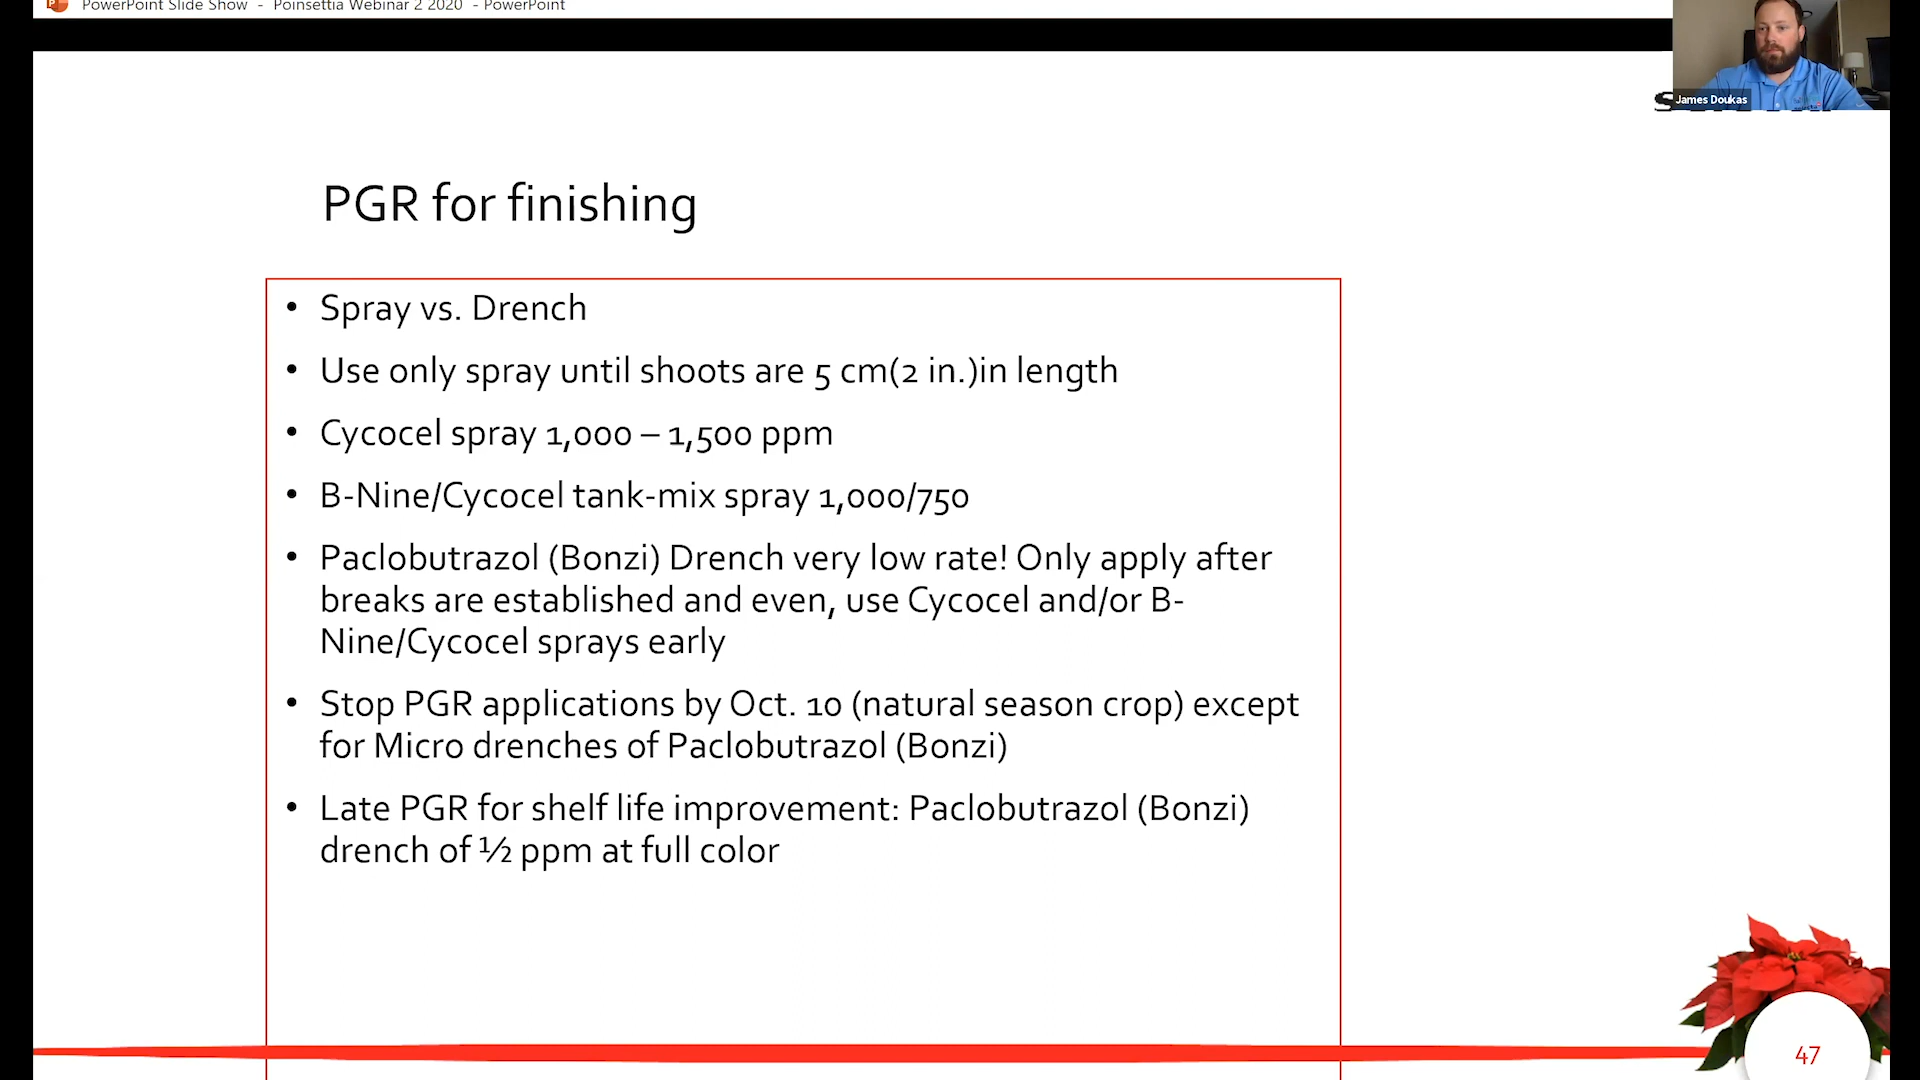 PowerPoint Slide Show - Poinsettia Webinar 2 2020 - PowerPoint
James Doukas
PGR for finishing
• Spray vs. Drench
• Use only spray until shoots are 5 cm(2 in.)in length
• Cycocel spray 1,000 – 1,500 ppm
• B-Nine/Cycocel tank-mix spray 1,000/750
• Paclobutrazol (Bonzi) Drench very low rate! Only apply after
breaks are established and even, use Cycocel and/or B-
Nine/Cycocel sprays early
• Stop PGR applications by Oct. 10 (natural season crop) except
for Micro drenches of Paclobutrazol (Bonzi)
• Late PGR for shelf life improvement: Paclobutrazol (Bonzi)
drench of ½ ppm at full color
47